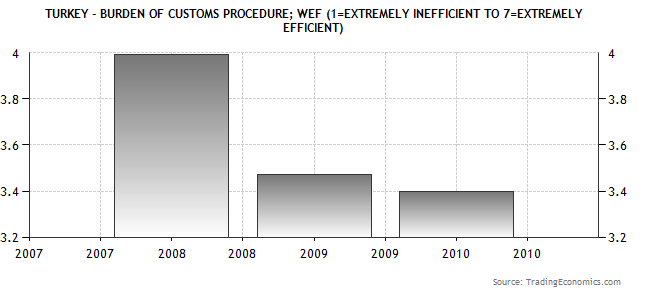 TURKEY - BURDEN OF CUSTOMS PROCEDURE; WEF (1=EXTREMELY INEFFICIENT TO 7=EXTREMELY
EFFICIENT)
4 4
3.8 3.8
3.6 3.6
3.4 3.4
3.2 3.2
2007 2007 2008 2008 2009 2009 2010 2010
Source: TradingEconomics.com